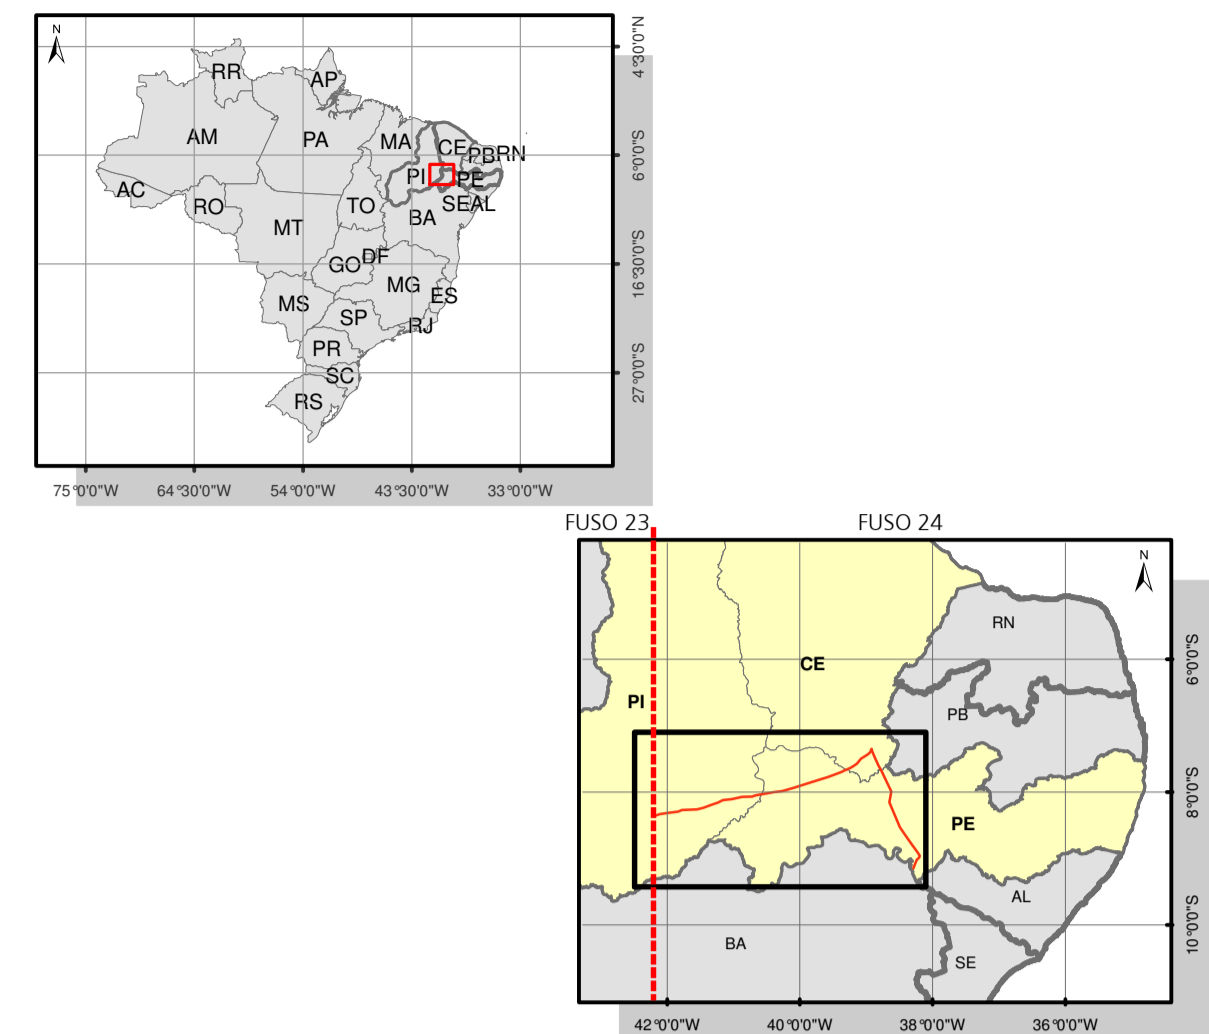 N
4°30'0"N
RR
AP
AM
PA
MA
CE
PB
RN
6°0'0"S
PI
PE
AC
RO
TO
SE
AL
MT
BA
16°30'0"S
DF
GO
MG
MS
ES
SP
RJ
PR
27°0'0"S
SC
RS
75°0'0"W 64°30'0"W 54°0'0"W 43°30'0"W 33°0'0"W
FUSO 23 FUSO 24
N
RN
6°0'0"S
CE
PI
PB
8°0'0"S
PE
AL
10°0'0"S
BA
SE
42°0'0"W 40°0'0"W 38°0'0"W 36°0'0"W